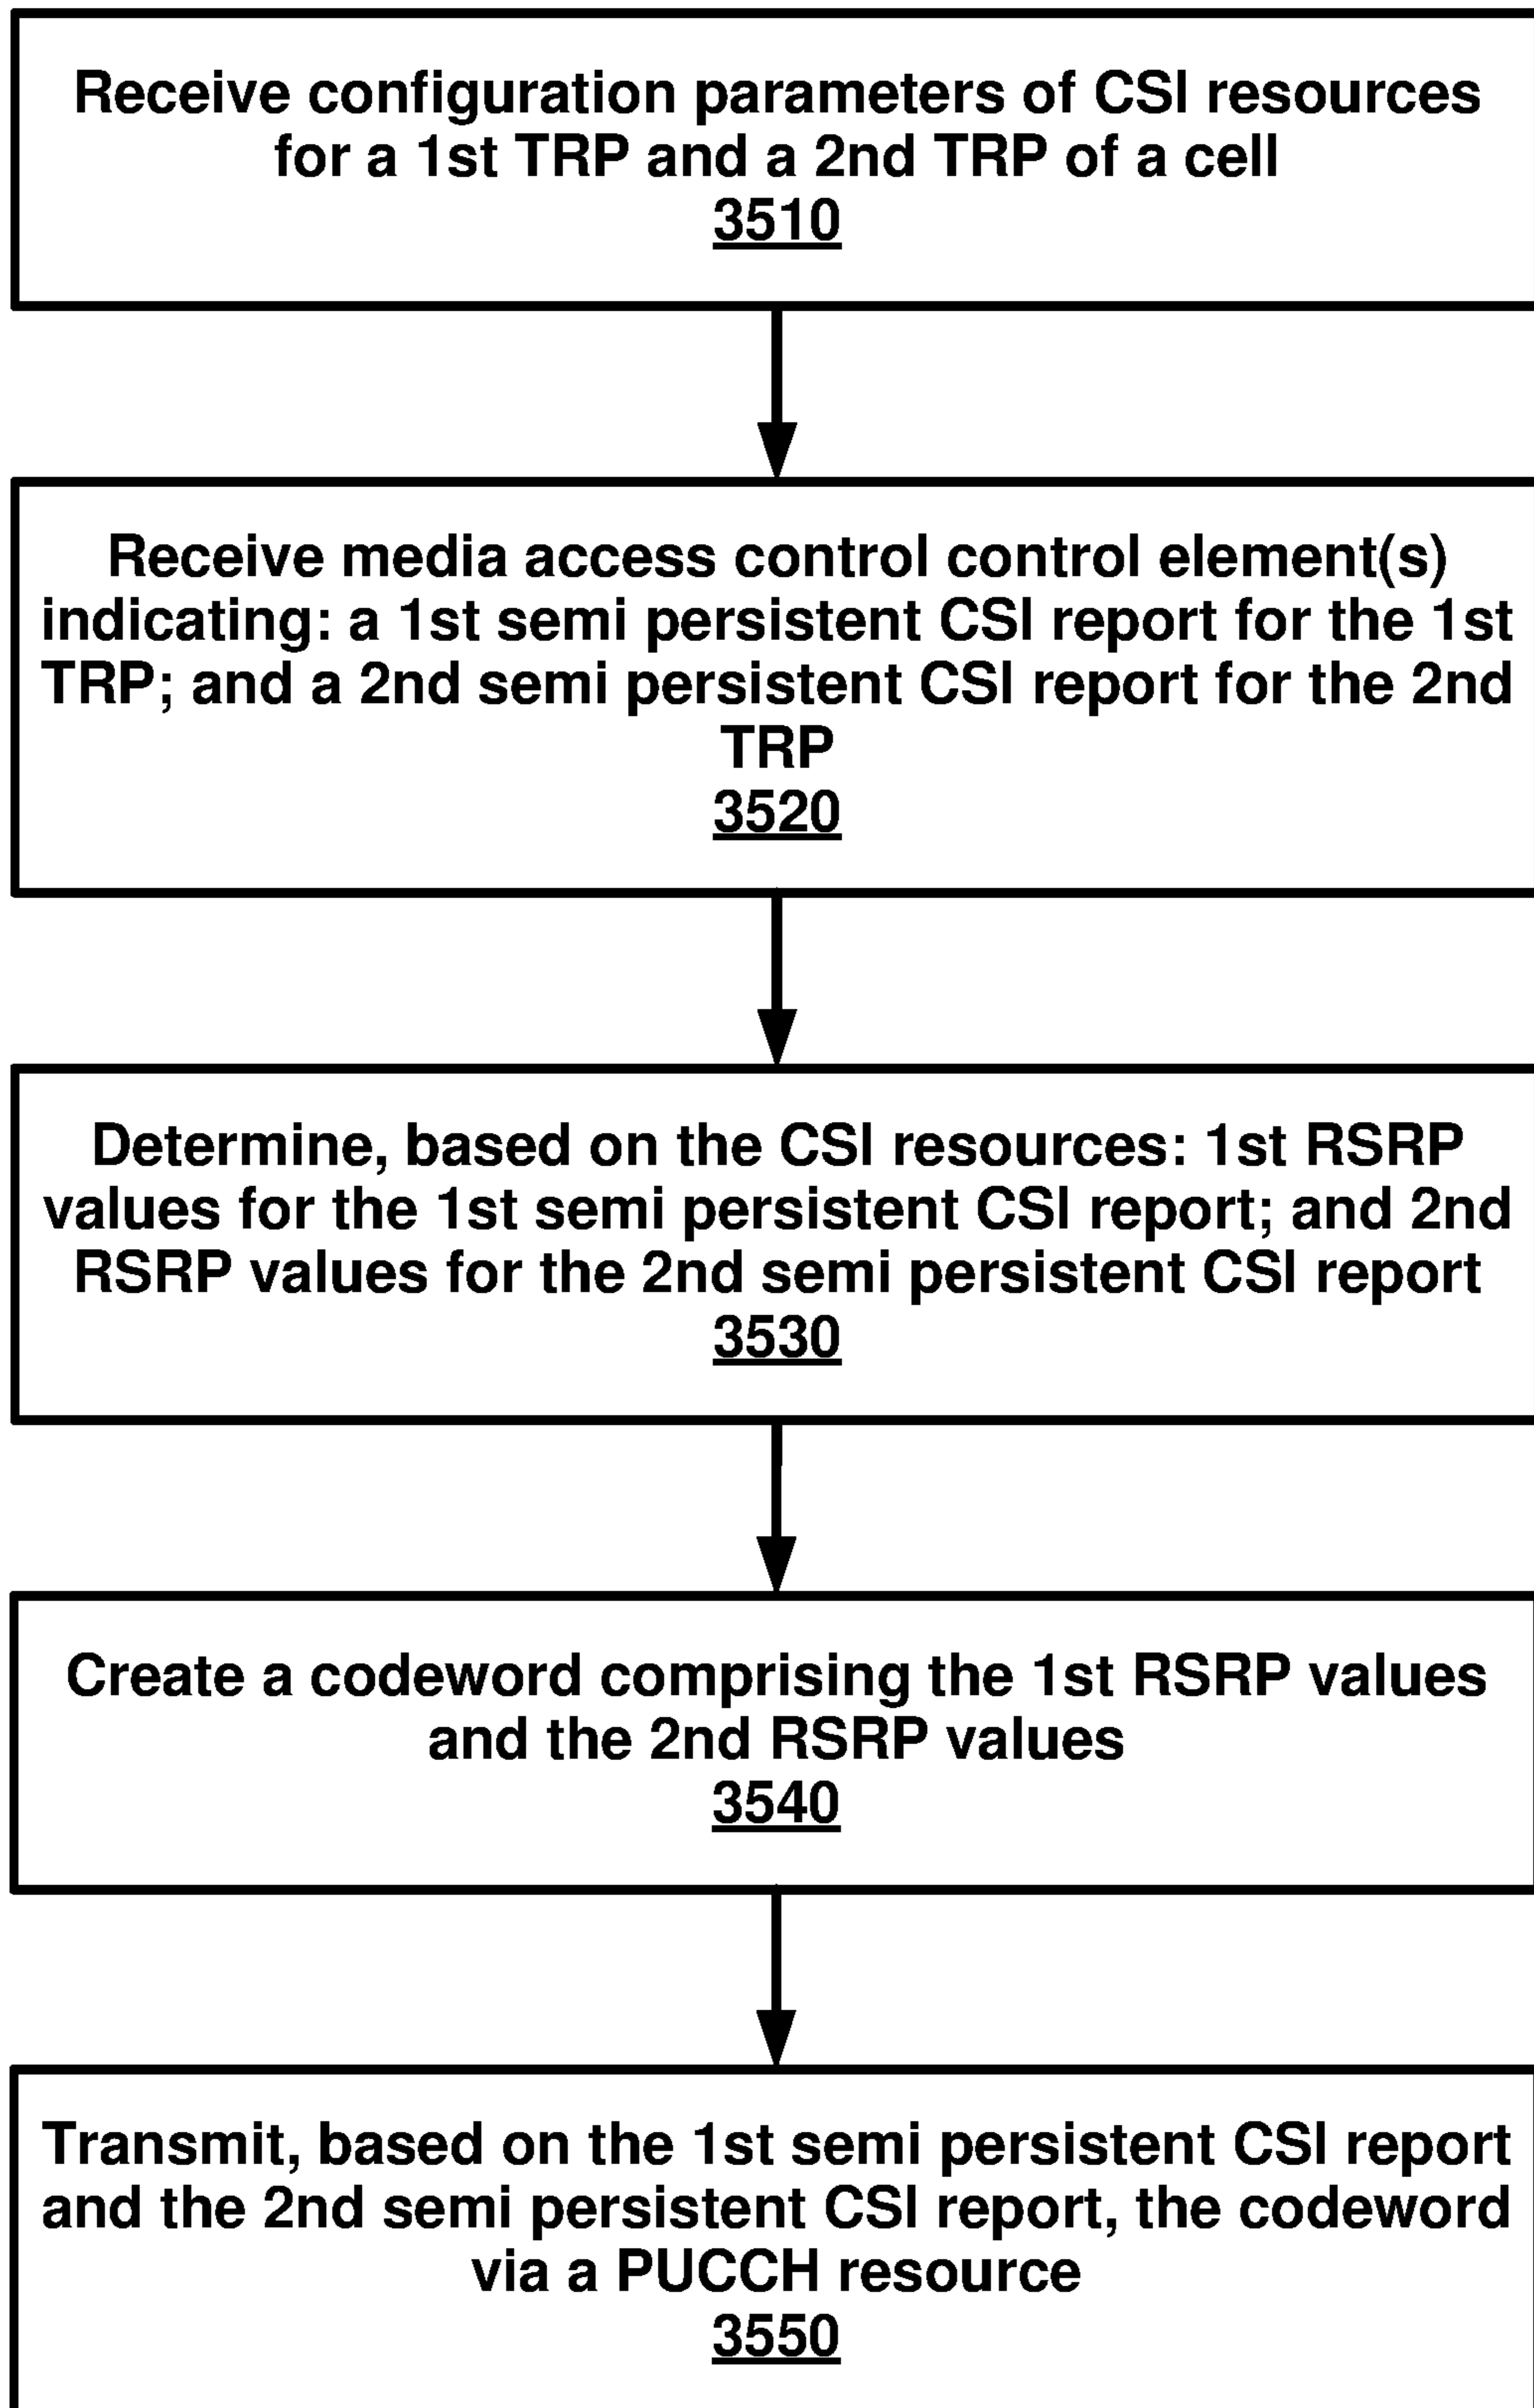 Receive configuration parameters of CSI resources
for a 1st TRP and a 2nd TRP of a cell
3510
Receive media access control control element(s)
indicating: a 1st semi persistent CSI report for the 1st
TRP; and a 2nd semi persistent CSI report for the 2nd
TRP
3520
Determine, based on the CSI resources: 1st RSRP
values for the 1st semi persistent CSI report; and 2nd
RSRP values for the 2nd semi persistent CSI report
3530
Create a codeword comprising the 1st RSRP values
and the 2nd RSRP values
3540
Transmit, based on the 1st semi persistent CSI report
and the 2nd semi persistent CSI report, the codeword
via a PUCCH resource
3550